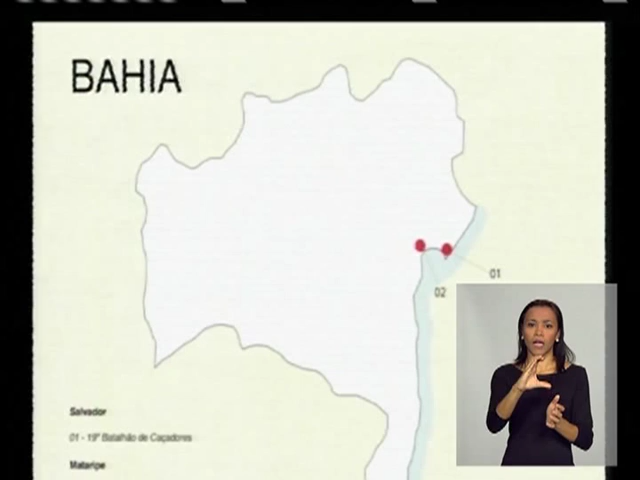 BAHIA
01
02
Salvador
01 - 19º Batalhão de Caçadores
Mataripe